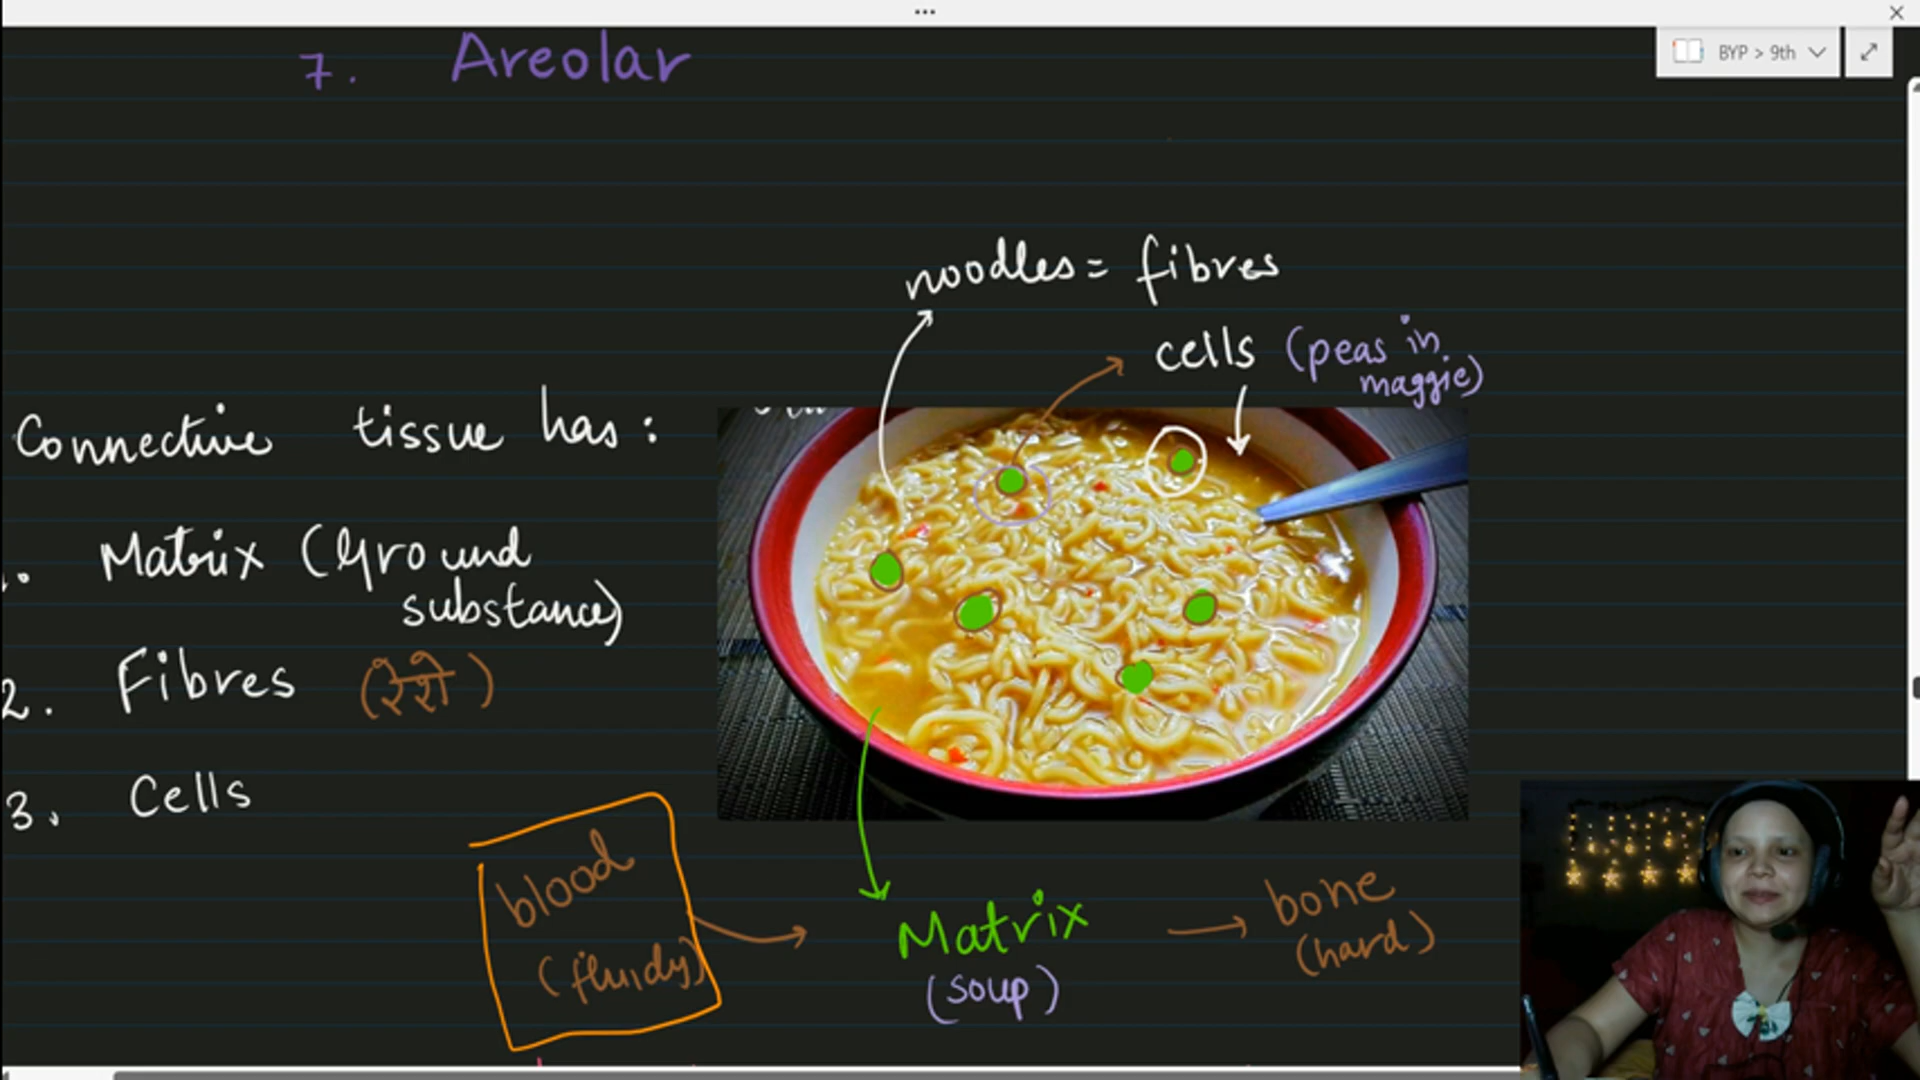 BYP > 9th
7. Areolar
noodles = fibres
cells (peas in
maggie)
Connective tissue has:
Matrix (Ground
substance)
2. Fibres (रेशे)
3. Cells
blood
(fluidy)
Matrix
(soup)
bone
(hard)